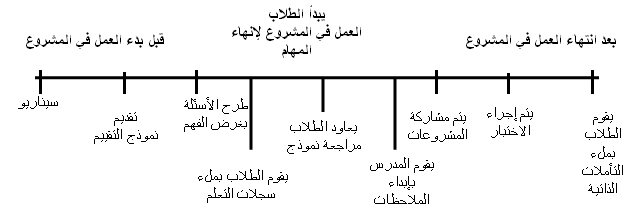 قبل بدء العمل في المشروع
يبدأ الطلاب
العمل في المشروع لإنهاء
المهام
بعد انتهاء العمل في المشروع
سيناريو
تقديم
نموذج التقييم
طرح الأسئلة
بغرض الفهم
يقوم الطلاب بملء
سجلات التعلم
يعاود الطلاب
مراجعة نموذج
يقوم المدرس
بإبداء
الملاحظات
يتم مشاركة
المشروعات
يتم إجراء
الاختبار
يقوم
الطلاب
بملء
التأملات
الذاتية